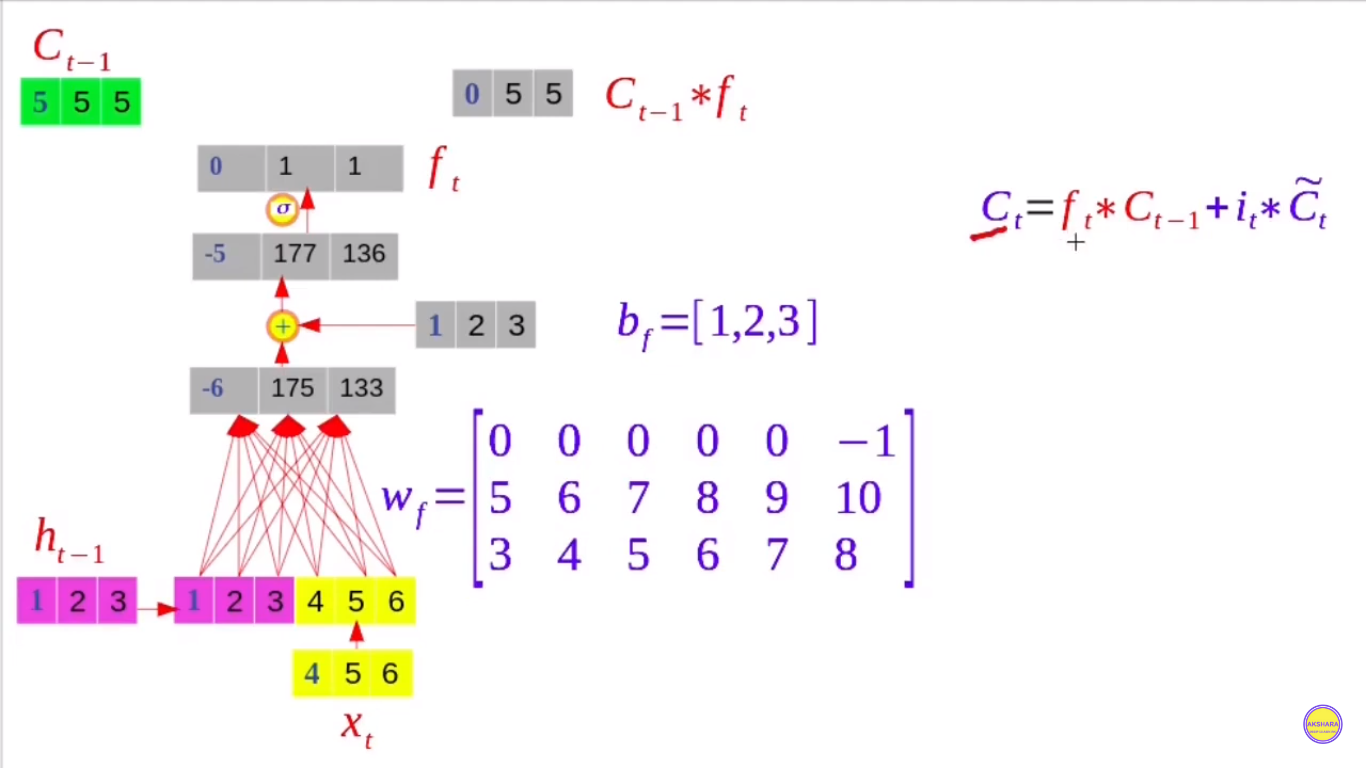 C_{t−1}
5 5 5
0 5 5 C_{t−1}*f_t
0 1 1 f_t
σ
C_t=f_t*C_{t−1}+i_t*C̃_t
-5 177 136
+
1 2 3
b_f=[1,2,3]
-6 175 133
w_f=
0 0 0 0 0 −1
5 6 7 8 9 10
3 4 5 6 7 8
h_{t−1}
1 2 3
1 2 3 4 5 6
4 5 6
x_t
AKSHARA